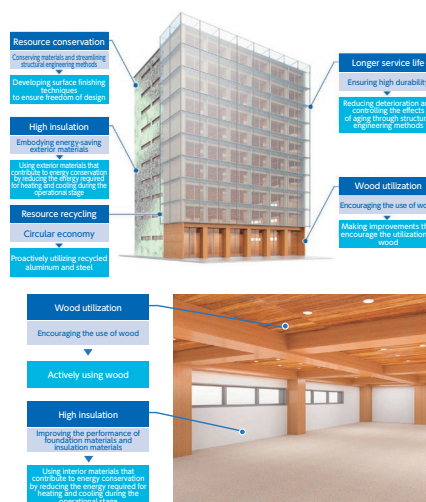 Resource conservation
Conserving materials and streamlining
structural engineering methods
Developing surface finishing
techniques
to ensure freedom of design
High insulation
Embodying energy-saving
exterior materials
Using exterior materials that
contribute to energy conservation
by reducing the energy required
for heating and cooling during the
operational stage
Resource recycling
Circular economy
Proactively utilizing recycled
aluminum and steel
Longer service life
Ensuring high durability
Reducing deterioration and
controlling the effects
of aging through structur
engineering methods
Wood utilization
Encouraging the use of wo
Making improvements th
encourage the utilization
wood
Wood utilization
Encouraging the use of wood
Actively using wood
High insulation
Improving the performance of
foundation materials and
insulation materials
Using interior materials that
contribute to energy conservation
by reducing the energy required for
heating and cooling during the
operational stage